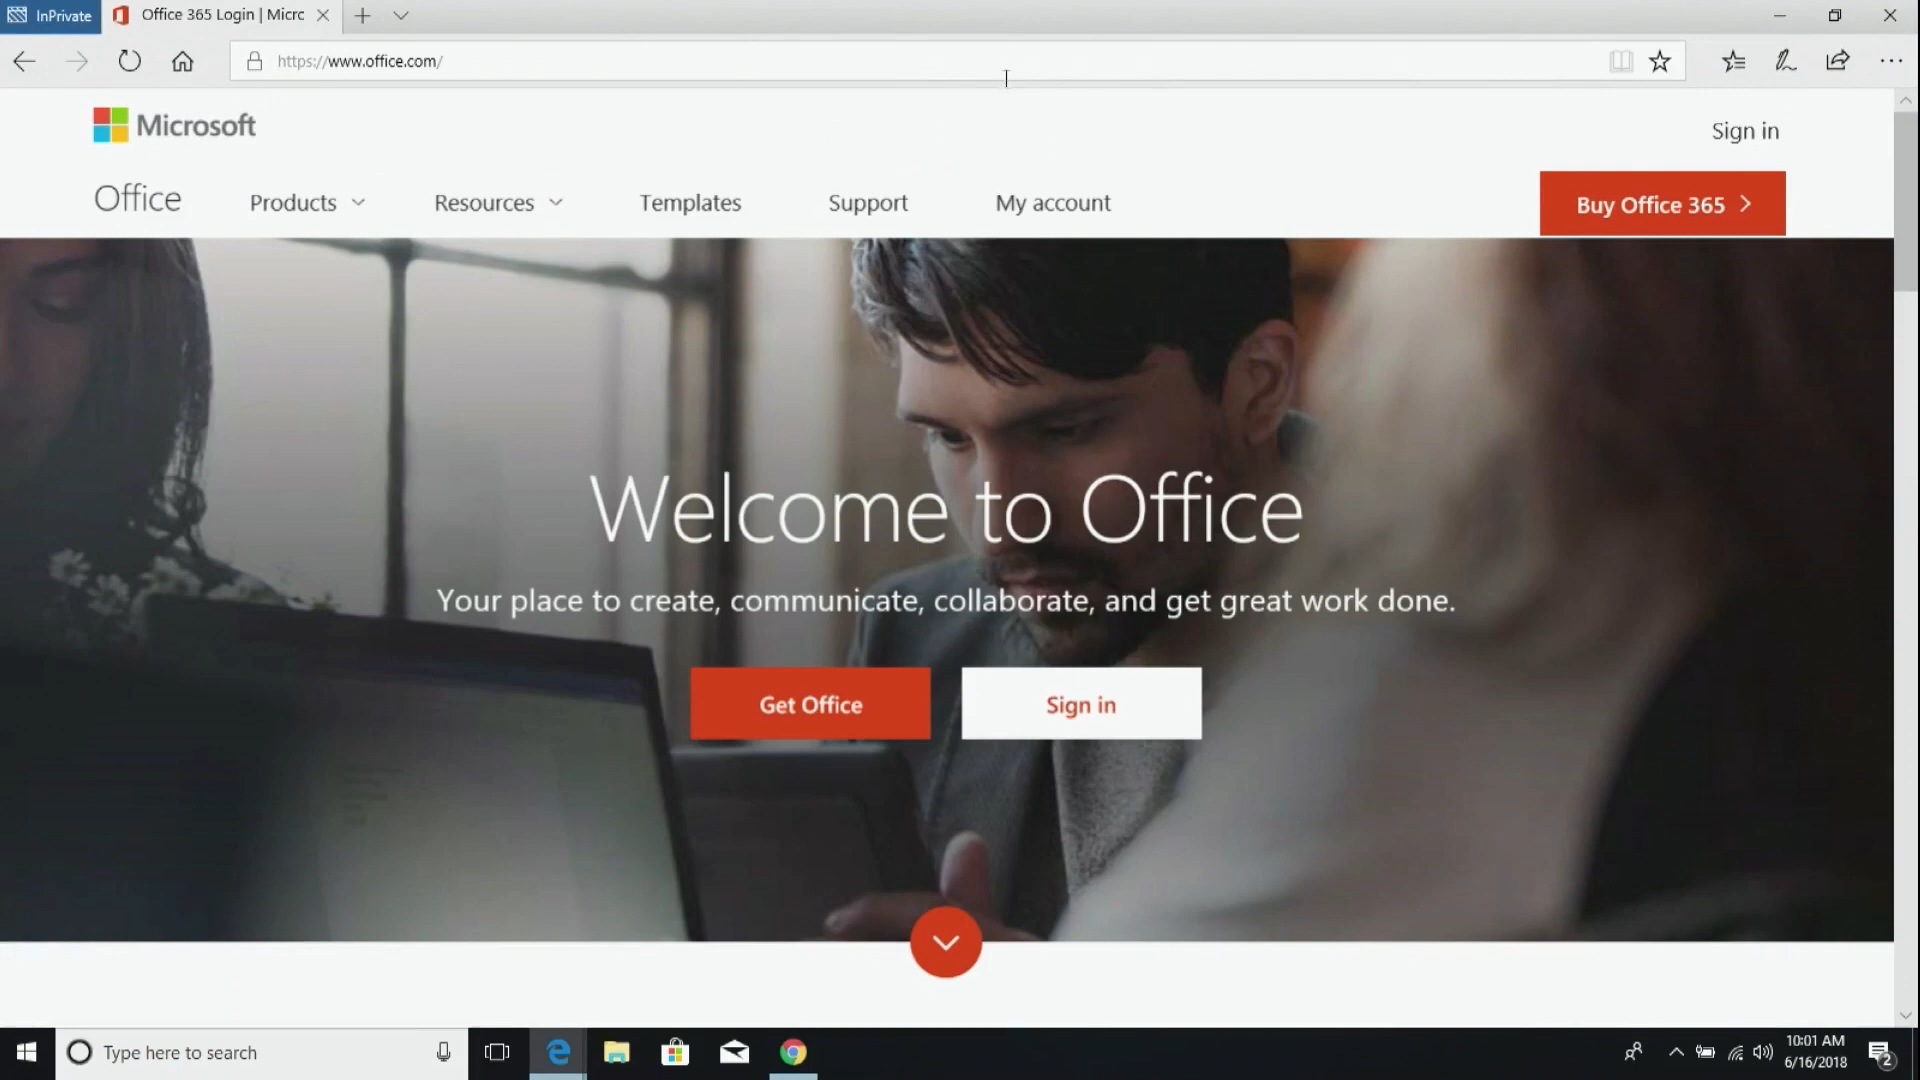 InPrivate
Office 365 Login | Micrc
https://www.office.com/
Microsoft
Sign in
Office
Products
Resources
Templates
Support
My account
Buy Office 365
Welcome to Office
Your place to create, communicate, collaborate, and get great work done.
Get Office
Sign in
Type here to search
10:01 AM
6/16/2018
2